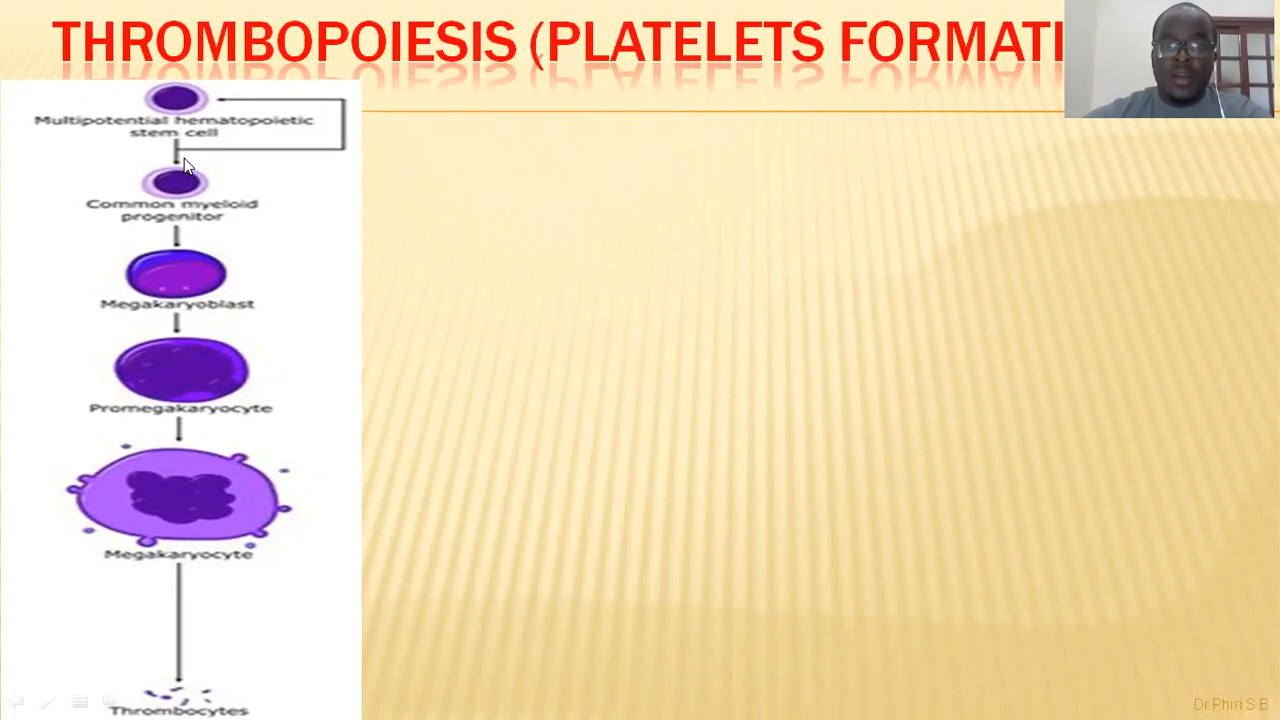 THROMBOPOIESIS (PLATELETS FORMATI
Multipotential hematopoietic
stem cell
Common myeloid
progenitor
Megakaryoblast
Promegakaryocyte
Megakaryocyte
Thrombocytes
Dr Phiri S B